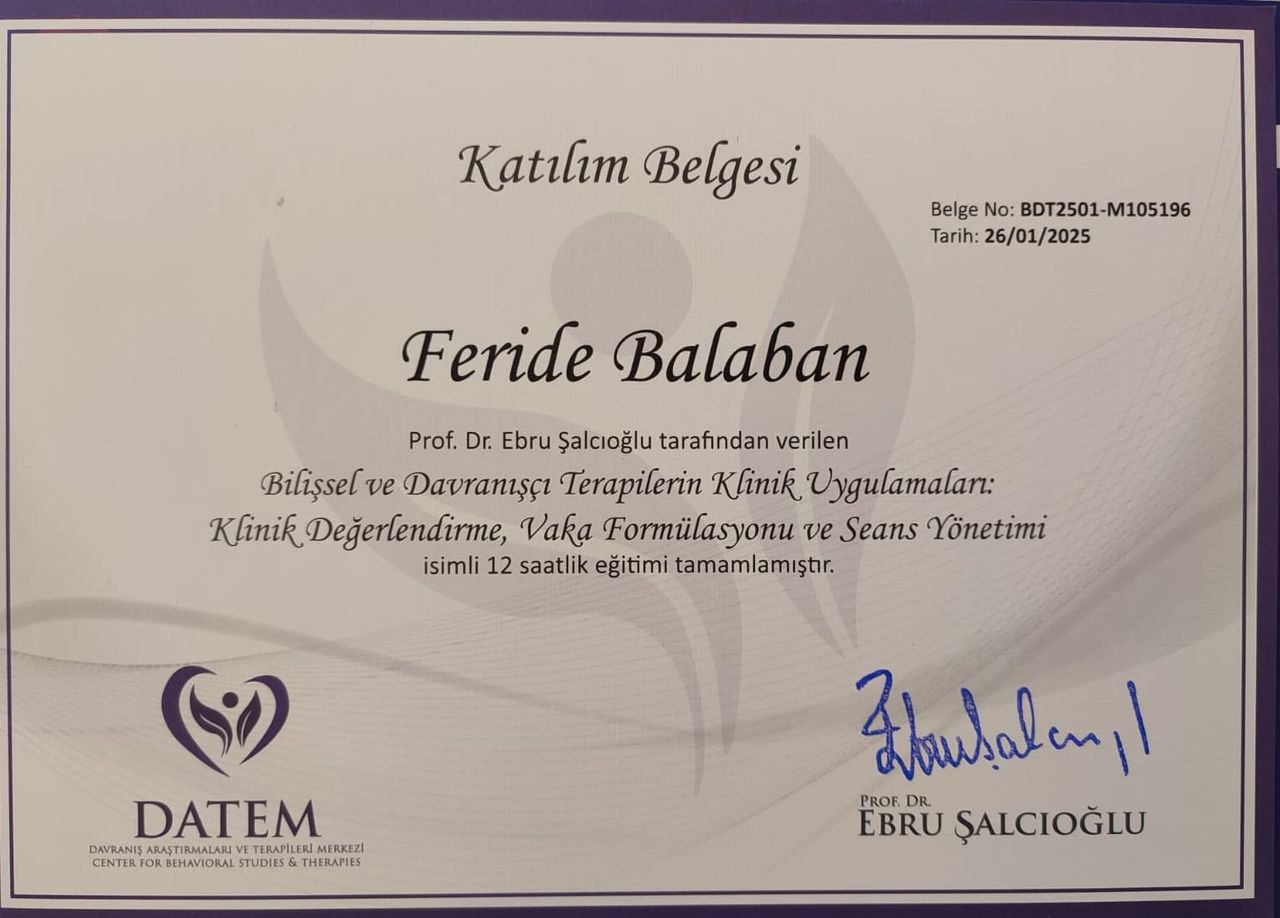 Katılım Belgesi
Belge No: BDT2501-M105196
Tarih: 26/01/2025
Feride Balaban
Prof. Dr. Ebru Şalcıoğlu tarafından verilen
Bilişsel ve Davranışçı Terapilerin Klinik Uygulamaları:
Klinik Değerlendirme, Vaka Formülasyonu ve Seans Yönetimi
isimli 12 saatlik eğitimi tamamlamıştır.
DATEM
DAVRANIŞ ARAŞTIRMALARI VE TERAPİLERİ MERKEZİ
CENTER FOR BEHAVIORAL STUDIES & THERAPIES
PROF. DR.
EBRU ŞALCIOĞLU